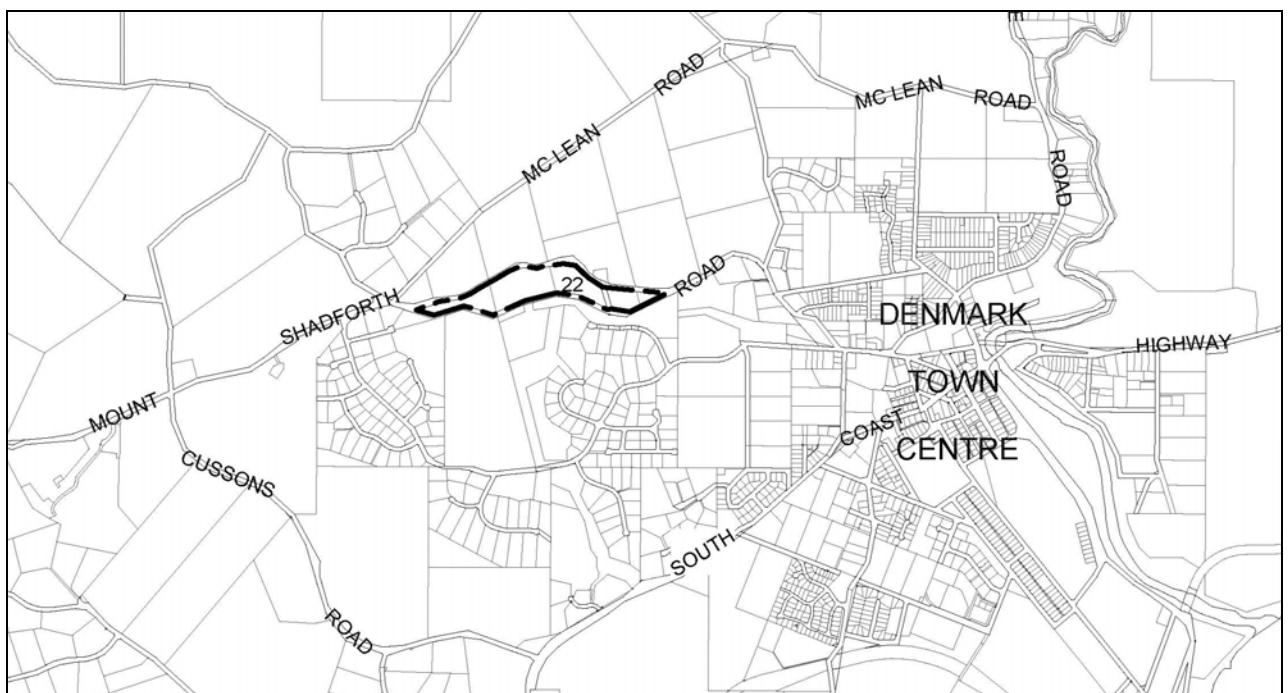 E
ROAD
MC LEAN
ROAD
MC LEAN
ROAD
ROAD
22
SHADFORTH
DENMARK
HIGHWAY
MOUNT
TOWN
COAST
CENTRE
CUSSONS
SOUTH
ROAD